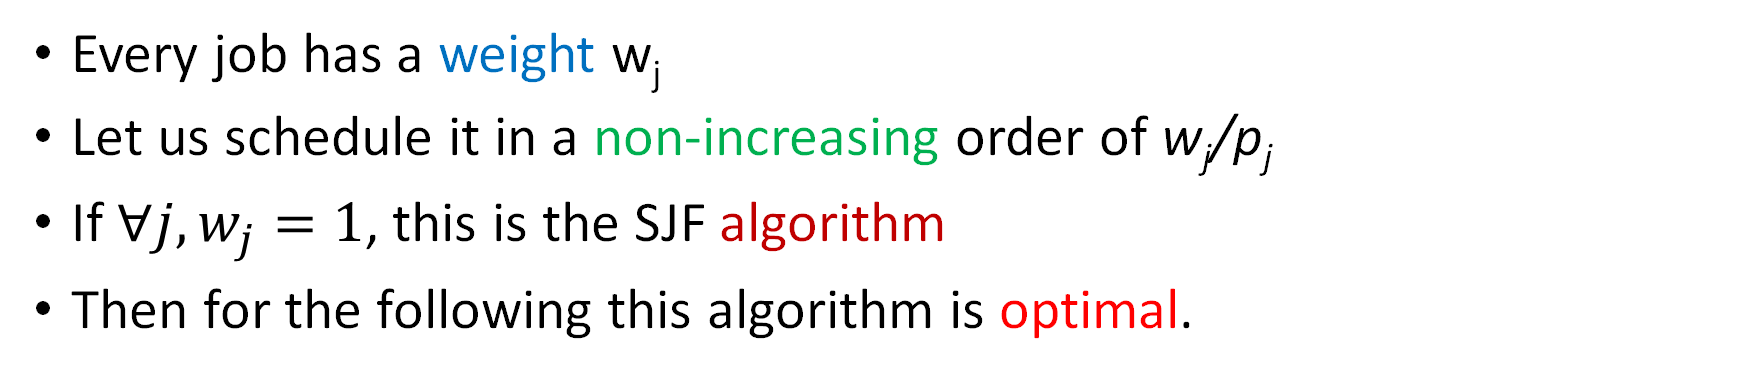 • Every job has a weight wj
• Let us schedule it in a non-increasing order of wj/pj
• If ∀j, wj = 1, this is the SJF algorithm
• Then for the following this algorithm is optimal.